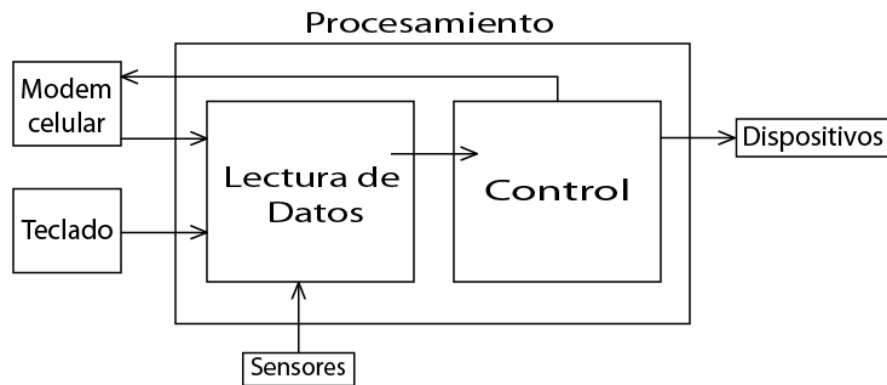 Procesamiento
Modem
celular
Lectura de
Datos
Control
Dispositivos
Teclado
Sensores